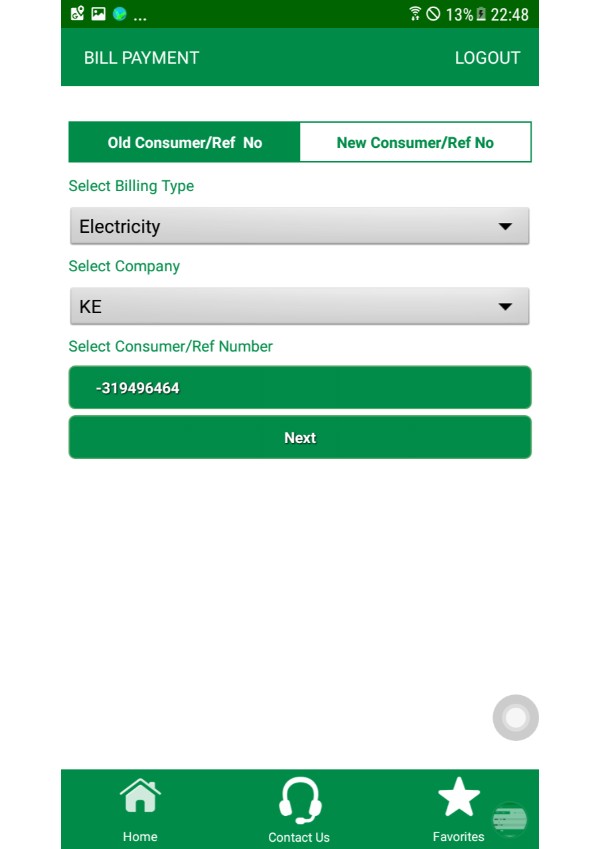 ... 13% 22:48
BILL PAYMENT LOGOUT
Old Consumer/Ref No New Consumer/Ref No
Select Billing Type
Electricity
Select Company
KE
Select Consumer/Ref Number
-319496464
Next
Home Contact Us Favorites